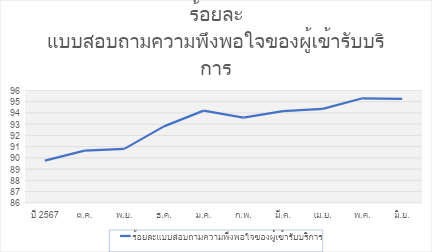 ร้อยละ
แบบสอบถามความพึงพอใจของผู้เข้ารับบริ
การ
96
95
94
93
92
91
90
89
88
87
86
ปี 2567 ต.ค. พ.ย. ธ.ค. ม.ค. ก.พ. มี.ค. เม.ย. พ.ค. มิ.ย.
ร้อยละแบบสอบถามความพึงพอใจของผู้เข้ารับบริการ